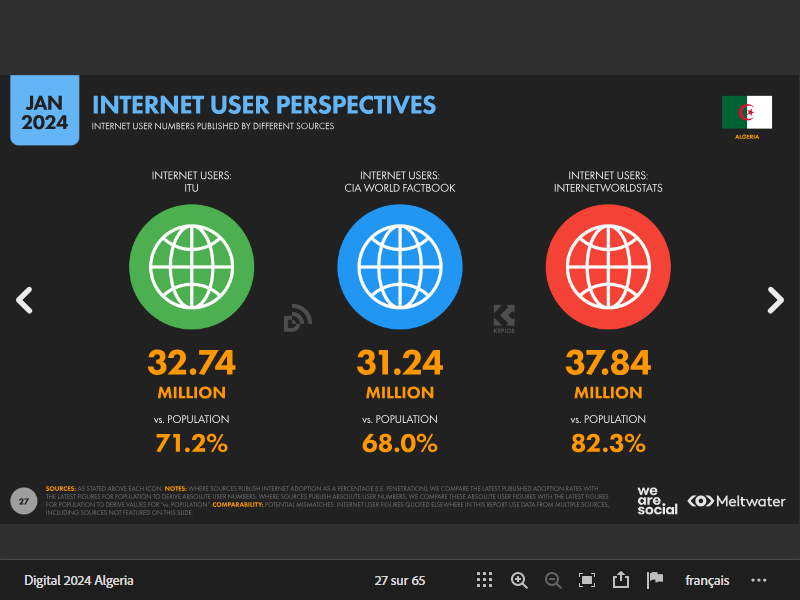 JAN
2024
INTERNET USER PERSPECTIVES
INTERNET USER NUMBERS PUBLISHED BY DIFFERENT SOURCES
ALGERIA
INTERNET USERS:
ITU
INTERNET USERS:
CIA WORLD FACTBOOK
INTERNET USERS:
INTERNETWORLDSTATS
KEPIOS
32.74
MILLION
vs. POPULATION
71.2%
31.24
MILLION
vs. POPULATION
68.0%
37.84
MILLION
vs. POPULATION
82.3%
27
SOURCES: AS STATED ABOVE EACH ICON. NOTES: WHERE SOURCES PUBLISH INTERNET ADOPTION AS A PERCENTAGE (I.E. PENETRATION), WE COMPARE THE LATEST PUBLISHED ADOPTION RATES WITH
THE LATEST FIGURES FOR POPULATION TO DERIVE ABSOLUTE USER NUMBERS. WHERE SOURCES PUBLISH ABSOLUTE USER NUMBERS, WE COMPARE THESE ABSOLUTE USER FIGURES WITH THE LATEST FIGURES
FOR POPULATION TO DERIVE VALUES FOR "vs. POPULATION." COMPARABILITY: POTENTIAL MISMATCHES. INTERNET USER FIGURES QUOTED ELSEWHERE IN THIS REPORT USE DATA FROM MULTIPLE SOURCES,
INCLUDING SOURCES NOT FEATURED ON THIS SLIDE.
we
are.
social
Meltwater
Digital 2024 Algeria
27 sur 65
français